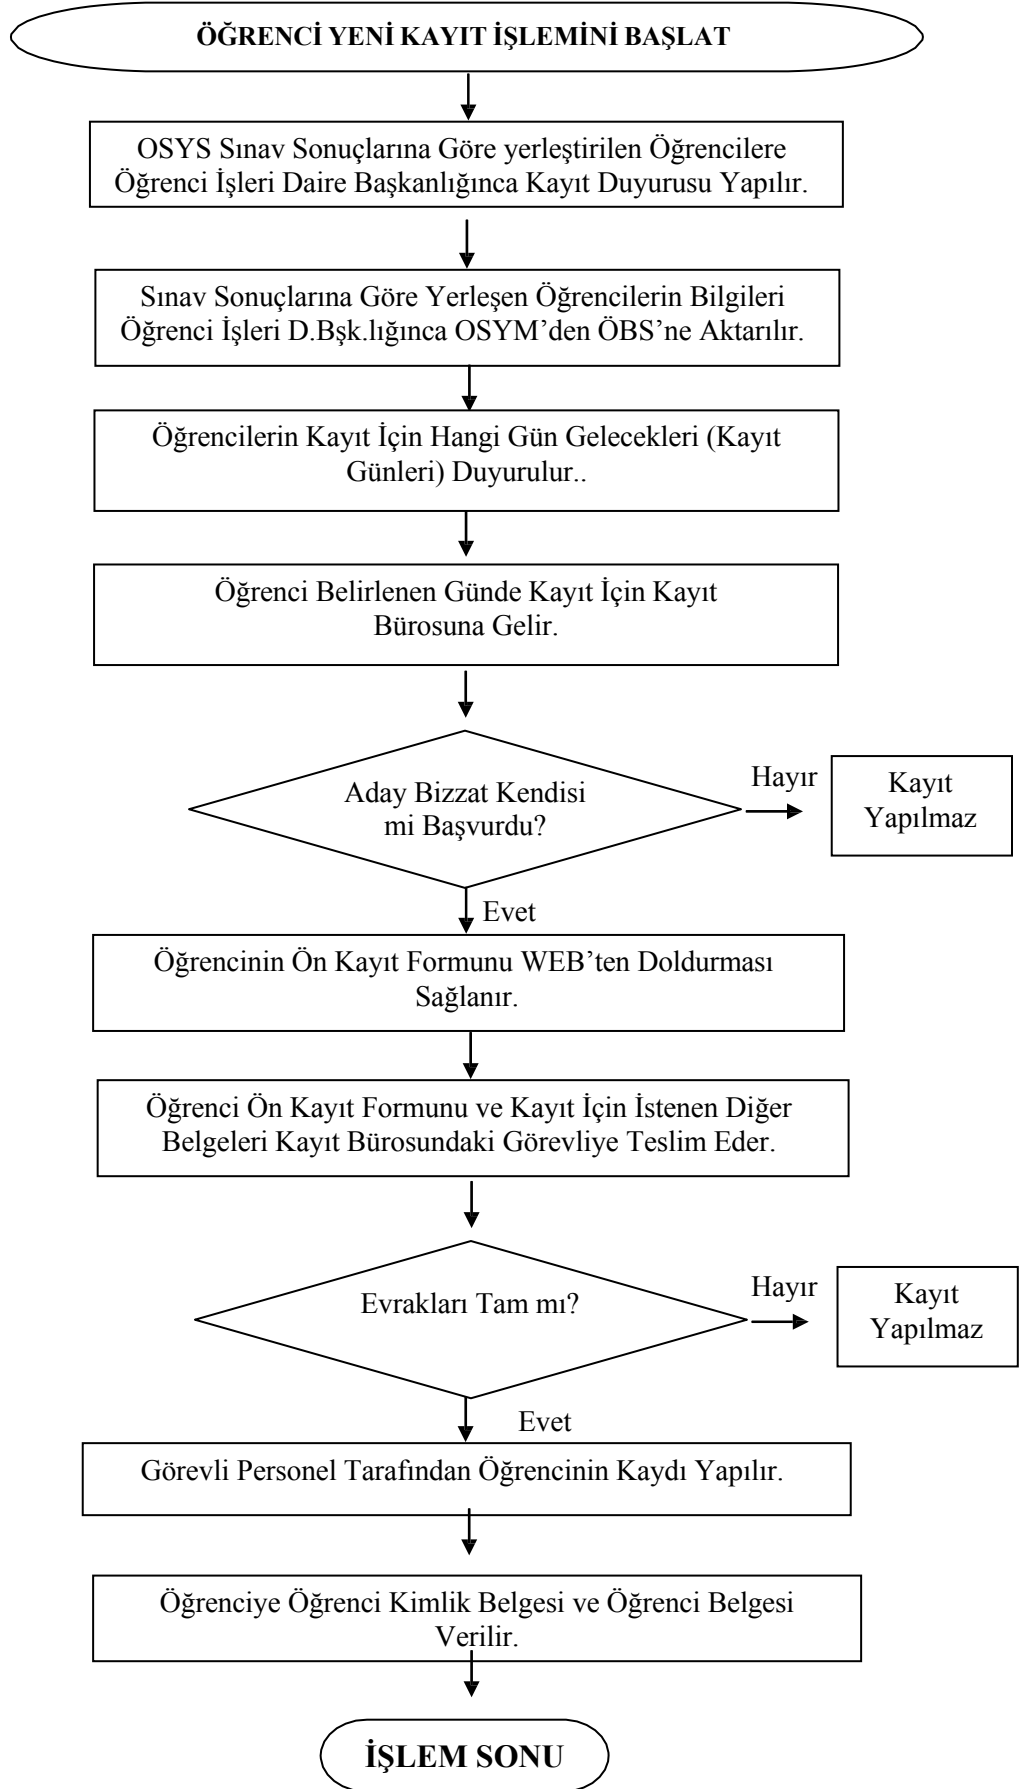 ÖĞRENCİ YENİ KAYIT İŞLEMİNİ BAŞLAT
OSYS Sınav Sonuçlarına Göre yerleştirilen Öğrencilere
Öğrenci İşleri Daire Başkanlığınca Kayıt Duyurusu Yapılır.
Sınav Sonuçlarına Göre Yerleşen Öğrencilerin Bilgileri
Öğrenci İşleri D.Bşk.lığınca OSYM’den ÖBS’ne Aktarılır.
Öğrencilerin Kayıt İçin Hangi Gün Gelecekleri (Kayıt
Günleri) Duyurulur..
Öğrenci Belirlenen Günde Kayıt İçin Kayıt
Bürosuna Gelir.
Aday Bizzat Kendisi
mi Başvurdu?
Hayır
Kayıt
Yapılmaz
Evet
Öğrencinin Ön Kayıt Formunu WEB’ten Doldurması
Sağlanır.
Öğrenci Ön Kayıt Formunu ve Kayıt İçin İstenen Diğer
Belgeleri Kayıt Bürosundaki Görevliye Teslim Eder.
Evrakları Tam mı?
Hayır
Kayıt
Yapılmaz
Evet
Görevli Personel Tarafından Öğrencinin Kaydı Yapılır.
Öğrenciye Öğrenci Kimlik Belgesi ve Öğrenci Belgesi
Verilir.
İŞLEM SONU